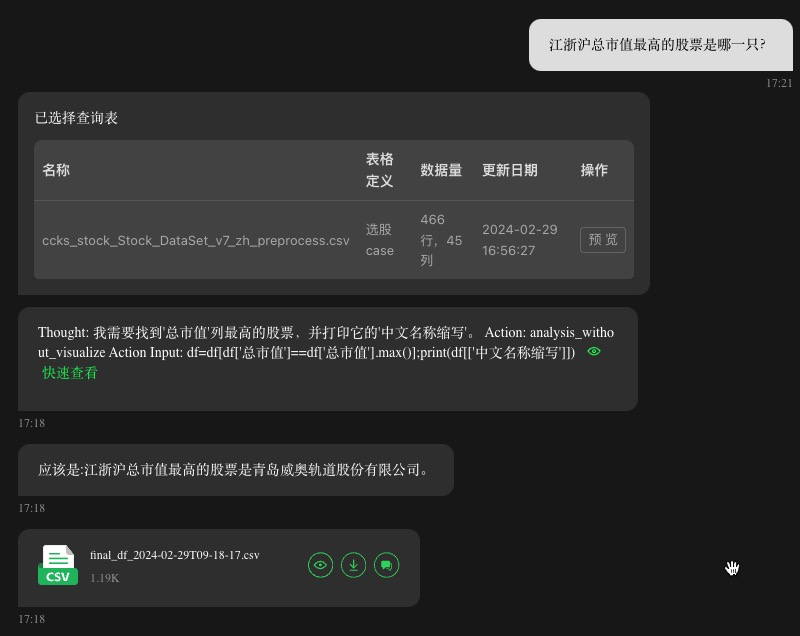 江浙沪总市值最高的股票是哪一只?
17:21
已选择查询表
名称 表格定义 数据量 更新日期 操作
ccks_stock_Stock_DataSet_v7_zh_preprocess.csv 选股case 466行，45列 2024-02-29 16:56:27 预 览
Thought: 我需要找到'总市值'列最高的股票、并打印它的'中文名称缩写'。 Action: analysis_witho
ut_visualize Action Input: df=df[df['总市值']==df['总市值'].max()];print(df[['中文名称缩写']])
快速查看
17:18
应该是:江浙沪总市值最高的股票是青岛威奥轨道股份有限公司。
17:18
CSV
final_df_2024-02-29T09-18-17.csv
1.19K
17:18